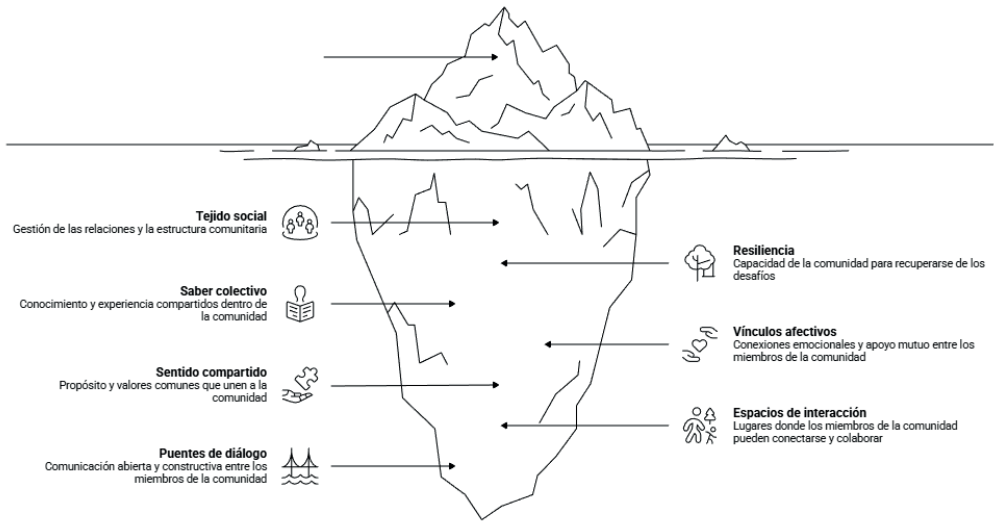 Tejido social
Gestión de las relaciones y la estructura comunitaria
Resiliencia
Capacidad de la comunidad para recuperarse de los
desafíos
Saber colectivo
Conocimiento y experiencia compartidos dentro de
la comunidad
Vínculos afectivos
Conexiones emocionales y apoyo mutuo entre los
miembros de la comunidad
Sentido compartido
Propósito y valores comunes que unen a la
comunidad
Espacios de interacción
Lugares donde los miembros de la comunidad
pueden conectarse y colaborar
Puentes de diálogo
Comunicación abierta y constructiva entre los
miembros de la comunidad